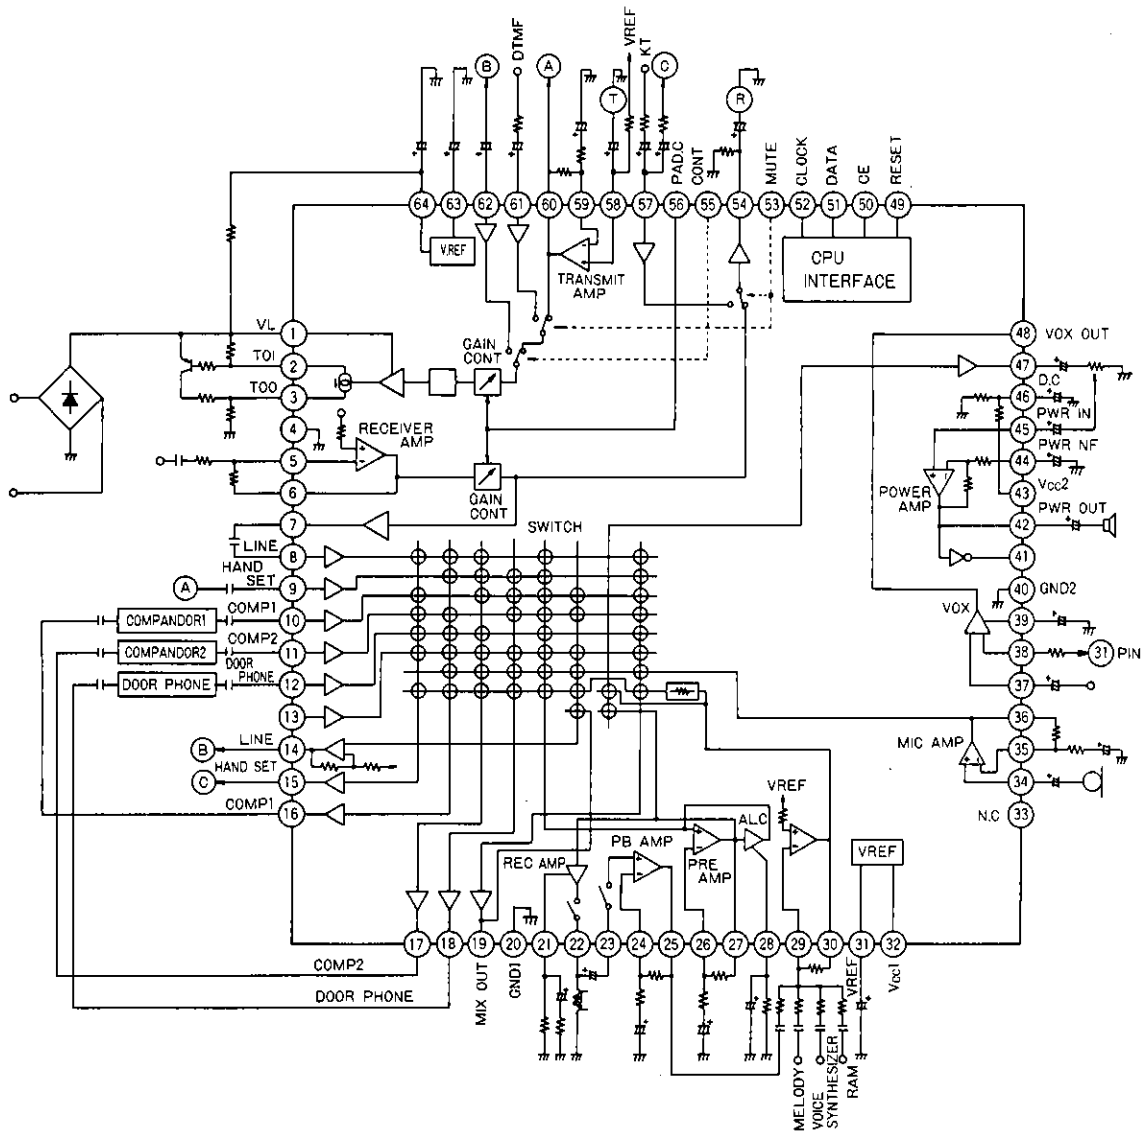 DTMF
VREF
KT
B
A
T
C
R
PAD.C
CONT
MUTE
CLOCK
DATA
CE
RESET
64
63
62
61
60
59
58
57
56
55
54
53
52
51
50
49
V.REF
TRANSMIT
AMP
CPU
INTERFACE
VL
1
TOI
2
TOO
3
4
5
6
7
LINE
8
HAND
SET
9
A
COMP1
10
COMPANDOR1
COMP2
11
COMPANDOR2
DOOR
PHONE
12
DOOR PHONE
13
LINE
14
B
HAND SET
15
C
COMP1
16
GAIN
CONT
RECEIVER
AMP
GAIN
CONT
SWITCH
48
VOX OUT
47
D.C
46
PWR IN
45
PWR NF
44
Vcc2
43
PWR OUT
42
41
40
GND2
39
38
31
PIN
37
36
35
34
33
N.C
POWER
AMP
VOX
MIC AMP
VREF
ALC
PB AMP
REC AMP
PRE
AMP
VREF
17
18
19
20
21
22
23
24
25
26
27
28
29
30
31
32
COMP2
DOOR PHONE
MIX OUT
GND1
VREF
Vcc1
MELODY
VOICE
SYNTHESIZER
RAM